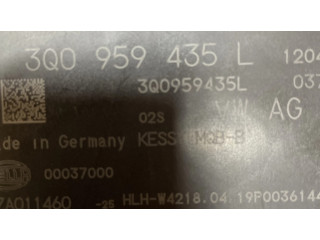 3Q0 959 435 L 1204
3Q0959435L 037
02S VW AG
ade in Germany KESSY MQB-B
00037000
7A011460 -25 HLH-W4218.04.19P0036144